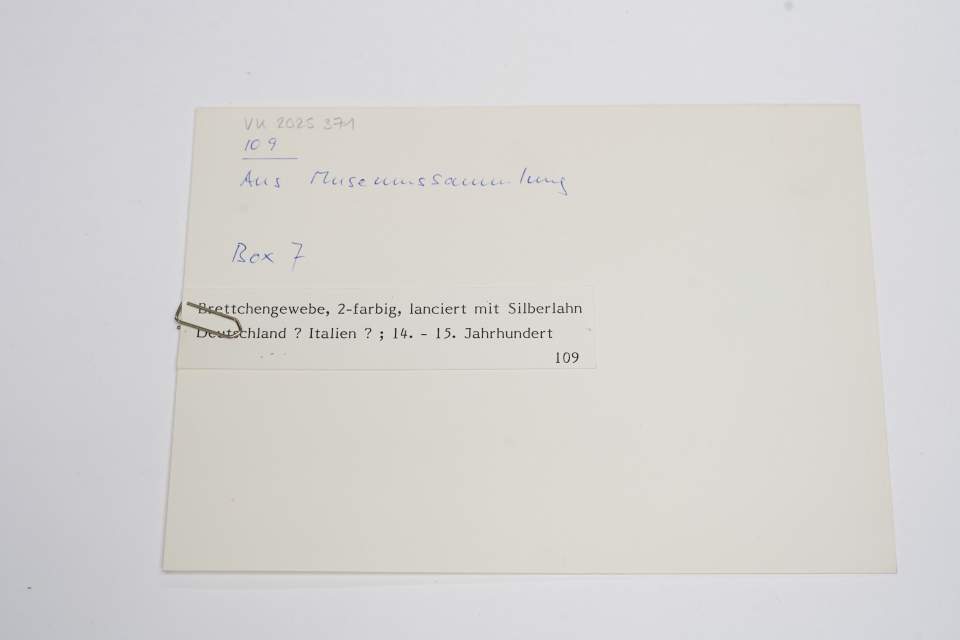 VK 2025 371
109
Aus Museumssammlung
Box 7
Brettchengewebe, 2-farbig, lanciert mit Silberlahn
Deutschland ? Italien ? ; 14. - 15. Jahrhundert
109